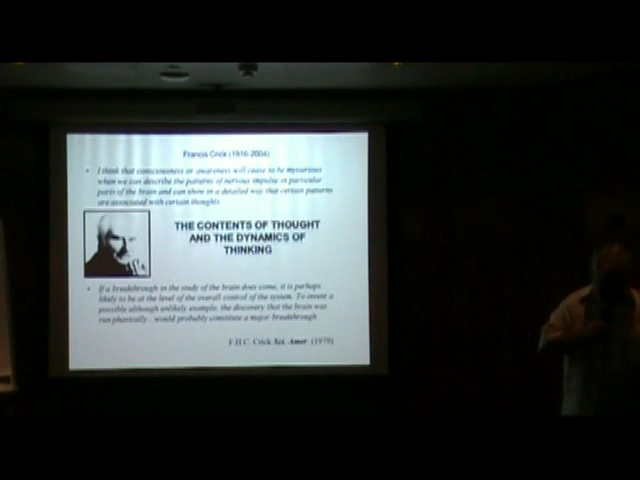 Francis Crick (1916-2004)
• I think that consciousness or awareness will cease to be mysterious
when we can describe the patterns of nervous impulse in particular
parts of the brain and can show in a detailed way that certain patterns
are associated with certain thoughts
THE CONTENTS OF THOUGHT
AND THE DYNAMICS OF
THINKING
• If a breakthrough in the study of the brain does come, it is perhaps
likely to be at the level of the overall control of the system. To invent a
possible although unlikely example, the discovery that the brain was
run phasically...would probably constitute a major breakthrough
F.H.C. Crick Sci. Amer. (1979)